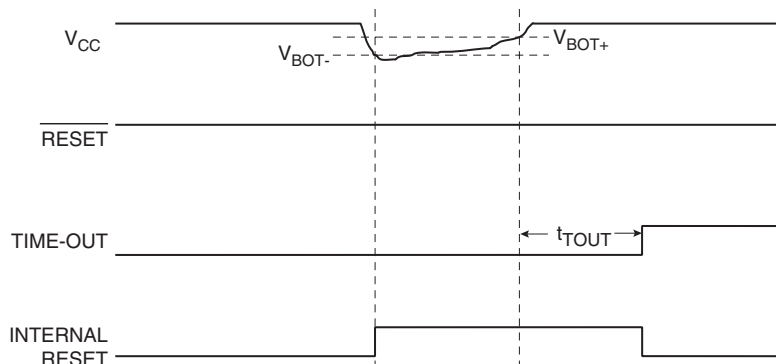 VCC
VBOT-
VBOT+
RESET
TIME-OUT
tTOUT
INTERNAL
RESET